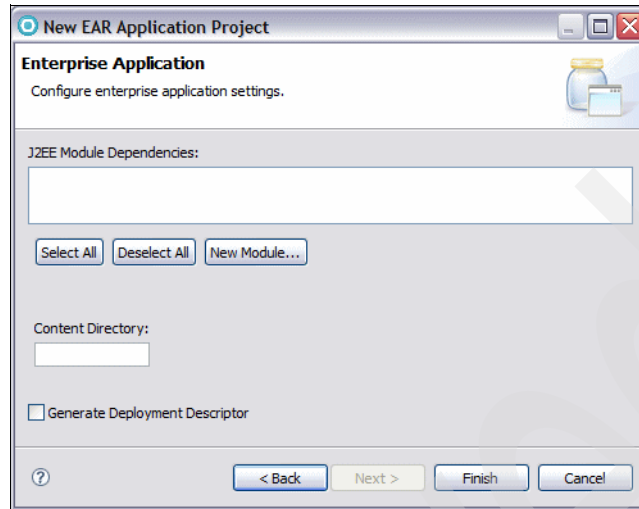 New EAR Application Project
Enterprise Application
Configure enterprise application settings.
J2EE Module Dependencies:
Select All Deselect All New Module...
Content Directory:
Generate Deployment Descriptor
? < Back Next > Finish Cancel